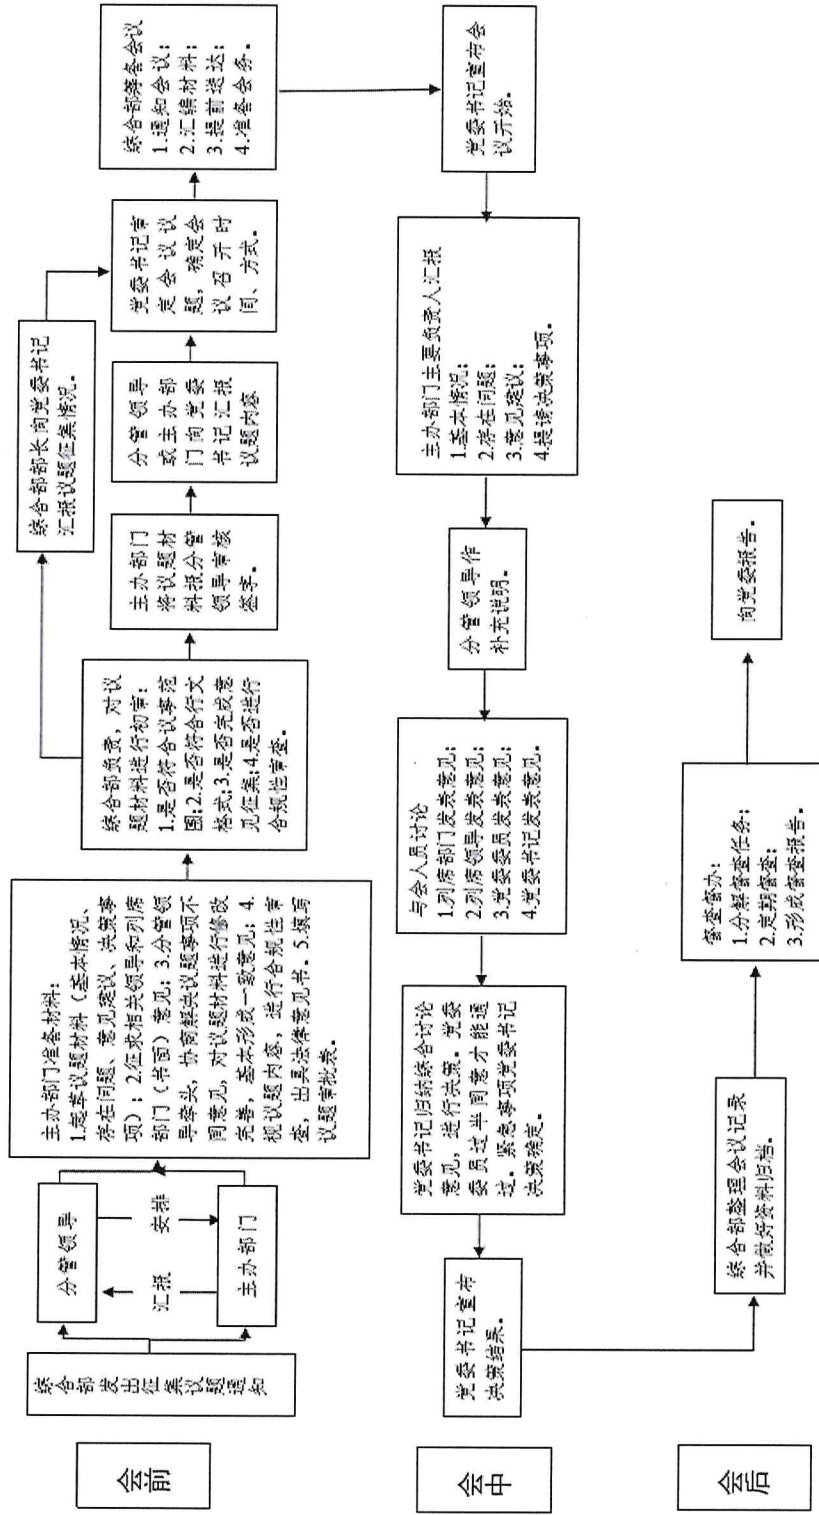 会前
综合部发出征案议题通知
分管领导
汇报
安排
主办部门
主办部门准备材料:
1.起草议题材料（基本情况、
存在问题、意见建议、决策事
项）; 2.征求相关领导和列席
部门（书面）意见; 3.分管领
导牵头, 协商解决议题事项不
同意见, 对议题材料进行修改
完善, 基本形成一致意见; 4.
视议题内容, 进行合规性审
查, 出具法律意见书。5.填写
议题审批表。
综合部负责, 对议
题材料进行初审:
1.是否符合议事范
围;2.是否符合行文
格式;3.是否完成意
见征案;4.是否进行
合规性审查。
综合部部长向党委书记
汇报议题征案情况。
主办部门
将议题材
料报分管
领导审核
签字。
分管领导
或主办部
门向党委
书记汇报
议题内容
党委书记审
定会议议
题, 确定会
议召开时
间、方式。
综合部筹备会议
1.通知会议;
2.汇编材料;
3.提前送达;
4.准备会务。
会中
党委书记宣布会
议开始。
主办部门主要负责人汇报
1.基本情况;
2.存在问题;
3.意见建议;
4.提请决策事项。
分管领导作
补充说明。
与会人员讨论
1.列席部门发表意见;
2.列席领导发表意见;
3.党委委员发表意见;
4.党委书记发表意见。
党委书记归纳综合讨论
意见, 进行决策。党委
委员过半同意才能通
过。紧急事项党委书记
决策确定。
党委书记宣布
决策结果。
会后
综合部整理会议记录
并做好资料归档。
督查督办:
1.分解督查任务;
2.定期督查;
3.形成督查报告。
向党委报告。